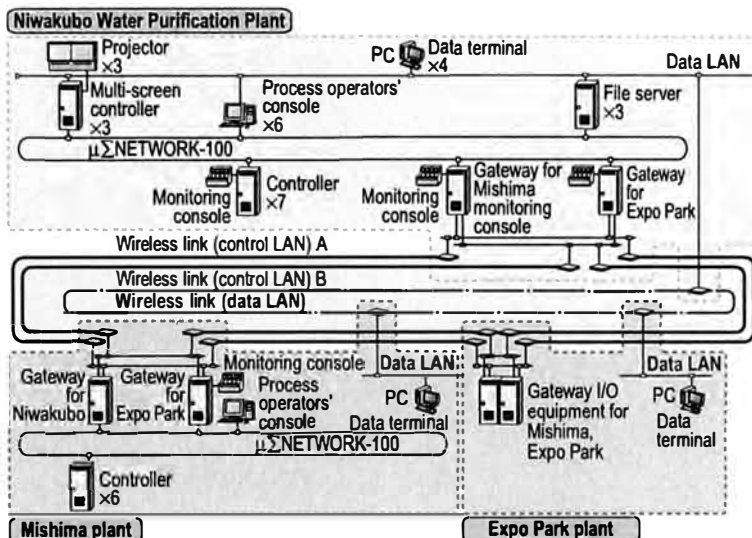 Niwakubo Water Purification Plant
Projector
×3
PC
Data terminal
×4
Data LAN
Multi-screen
controller
×3
Process operators'
console
×6
File server
×3
μΣNETWORK-100
Monitoring
console
Controller
×7
Monitoring
console
Gateway for
Mishima
monitoring
console
Gateway
for
Expo Park
Wireless link (control LAN) A
Wireless link (control LAN) B
Wireless link (data LAN)
Gateway
for
Niwakubo
Gateway
for
Expo Park
Monitoring console
Process
operators'
console
Data LAN
PC
Data terminal
μΣNETWORK-100
Controller
×6
Mishima plant
Gateway I/O
equipment for
Mishima,
Expo Park
Data LAN
PC
Data
terminal
Expo Park plant